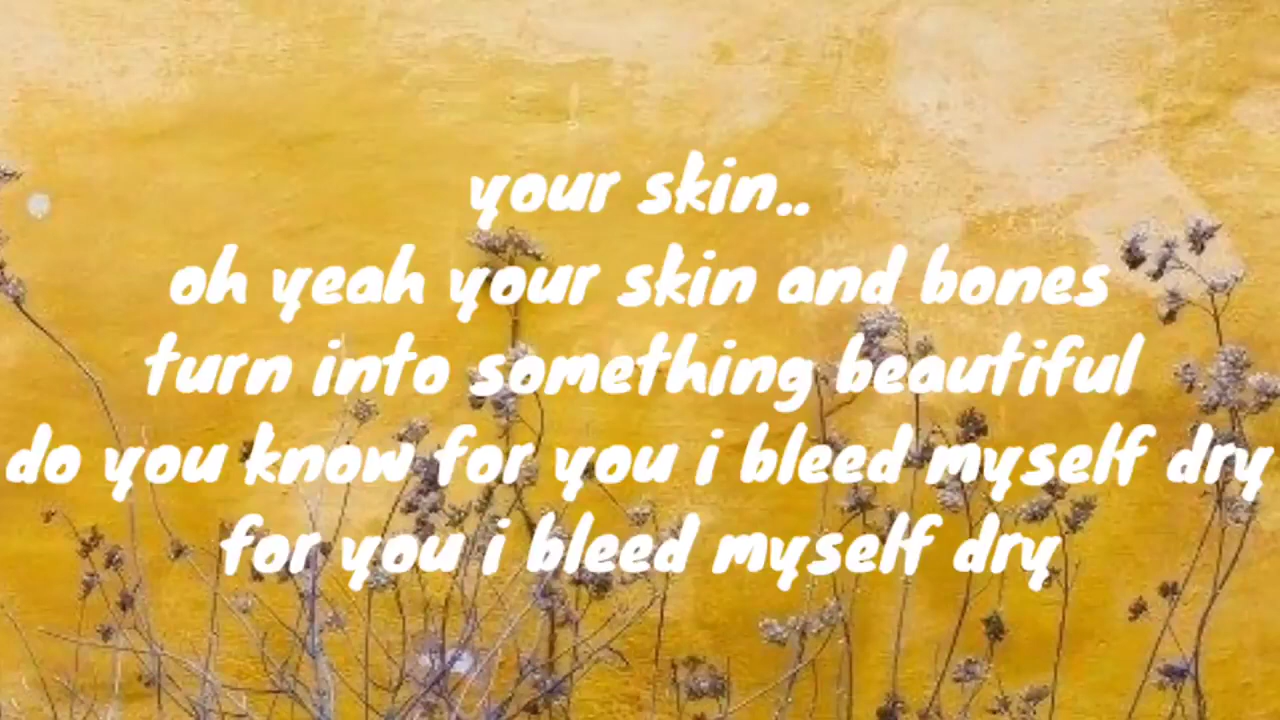 your skin..
oh yeah your skin and bones
turn into something beautiful
do you know for you i bleed myself dry
for you i bleed myself dry